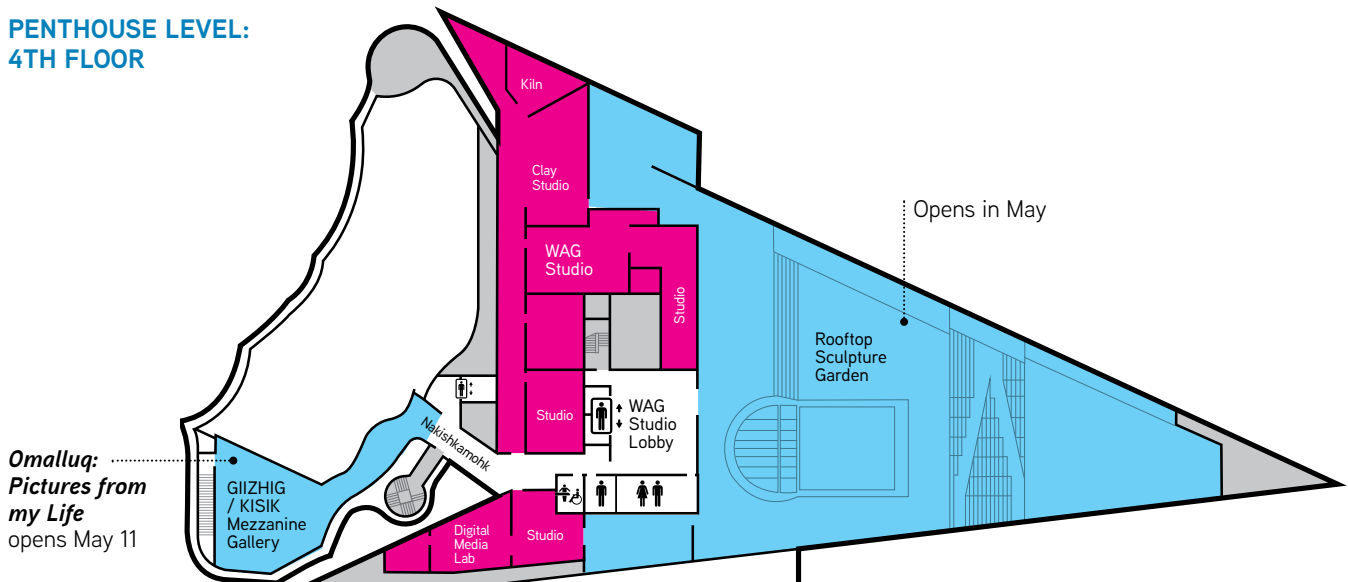 PENTHOUSE LEVEL:
4TH FLOOR
Kiln
Clay
Studio
WAG
Studio
Studio
Opens in May
Rooftop
Sculpture
Garden
Studio
WAG
Studio
Lobby
Nakishkamohk
Omalluq:
Pictures from
my Life
opens May 11
GIIZHIG
/ KISIK
Mezzanine
Gallery
Digital
Media
Lab
Studio